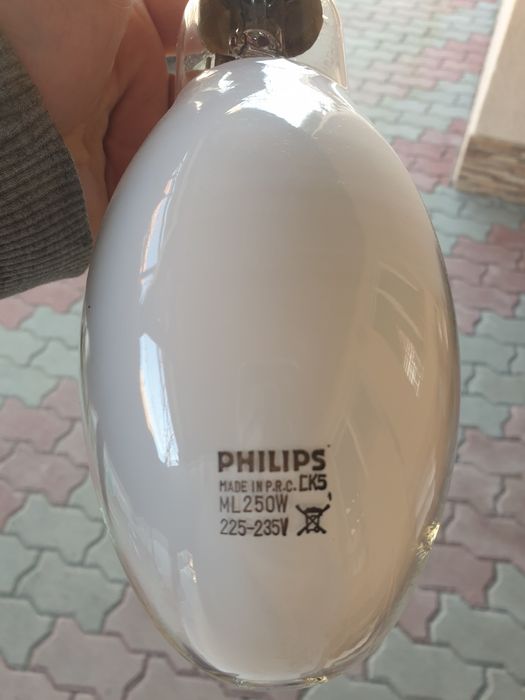 PHILIPS
MADE IN P.R.C. CK5
ML250W
225-235V